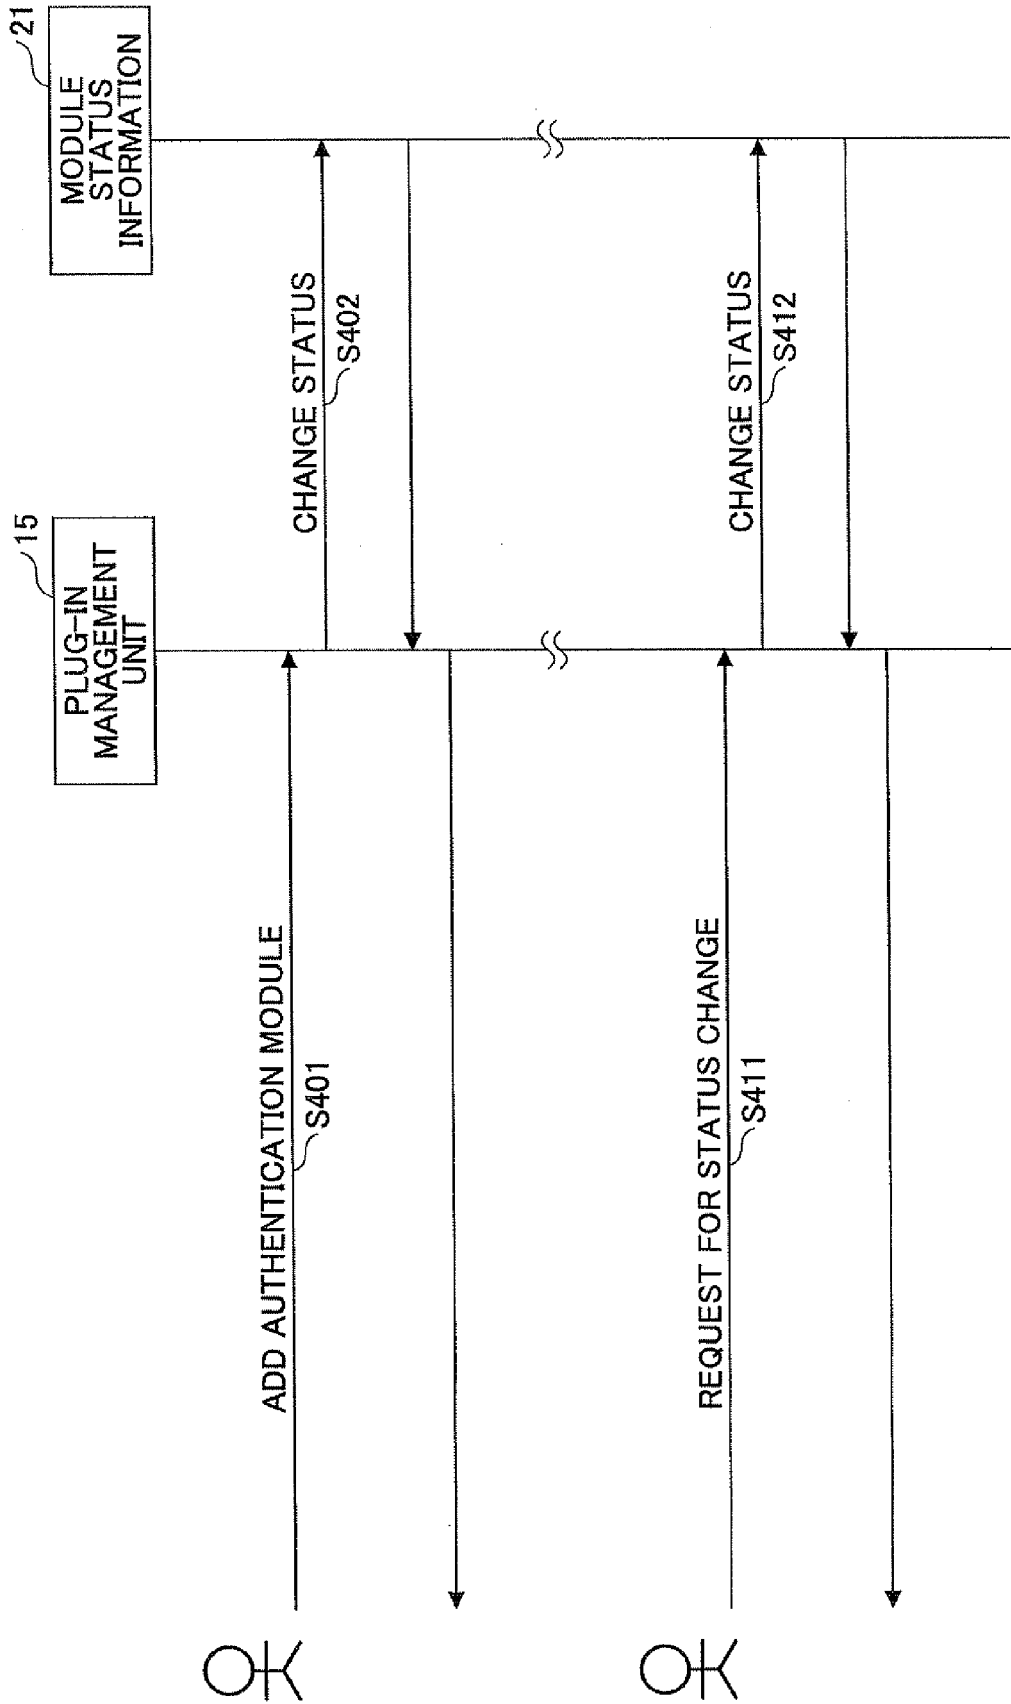 PLUG-IN
MANAGEMENT
UNIT
15
MODULE
STATUS
INFORMATION
21
ADD AUTHENTICATION MODULE
S401
CHANGE STATUS
S402
REQUEST FOR STATUS CHANGE
S411
CHANGE STATUS
S412